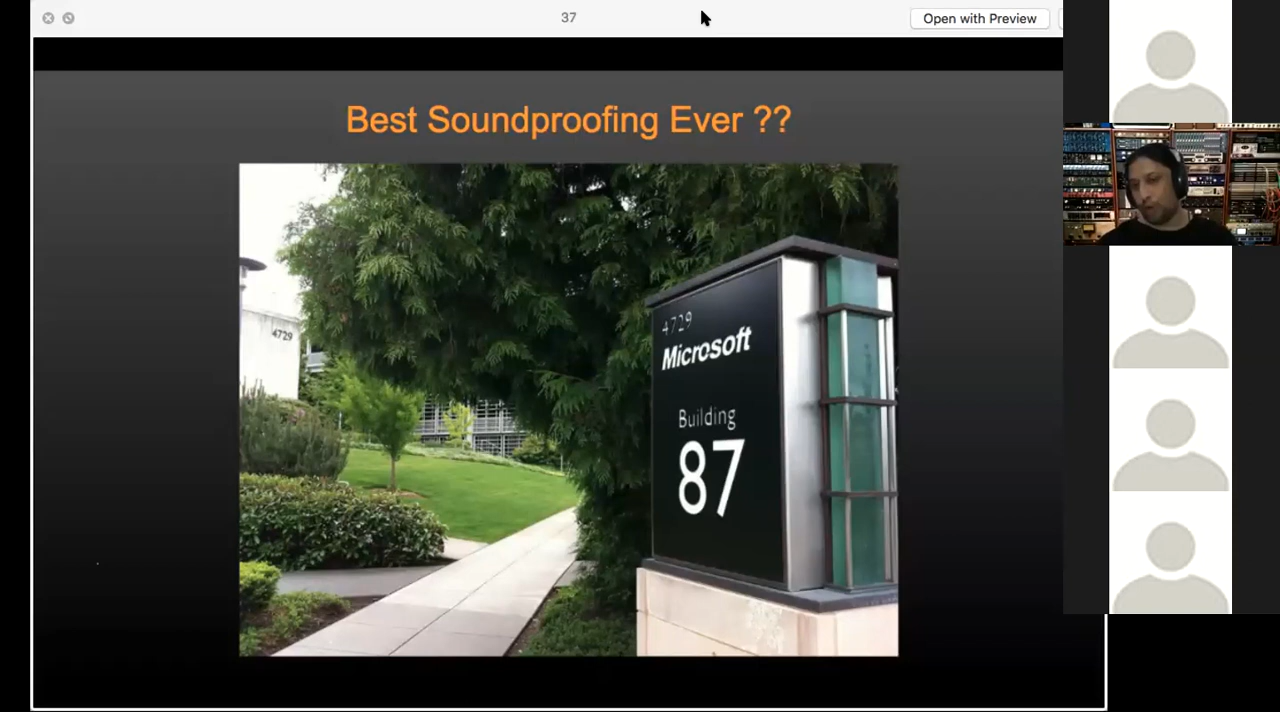 37
Open with Preview
Best Soundproofing Ever ??
4729
4729
Microsoft
Building
87